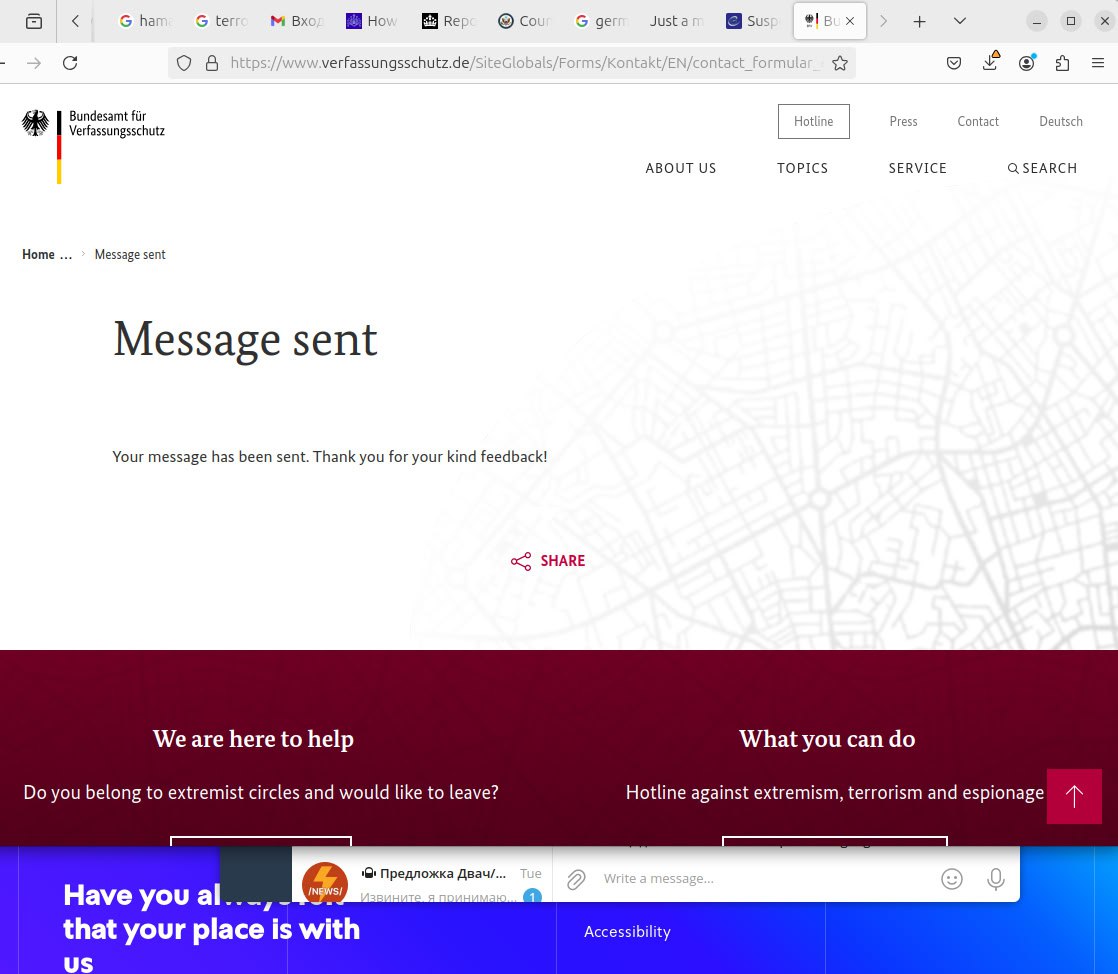 hama
terro
Вход
How
Repo
Coun
germ
Just a m
Susp
Bu
https://www.verfassungsschutz.de/SiteGlobals/Forms/Kontakt/EN/contact_formular_
Bundesamt für
Verfassungsschutz
Hotline
Press
Contact
Deutsch
ABOUT US
TOPICS
SERVICE
SEARCH
Home ...
Message sent
Message sent
Your message has been sent. Thank you for your kind feedback!
SHARE
We are here to help
What you can do
Do you belong to extremist circles and would like to leave?
Hotline against extremism, terrorism and espionage
/NEWS/
Предложка Двач/...
Tue
Извините, я принимаю...
1
Write a message...
Have you always felt
that your place is with
us
Accessibility